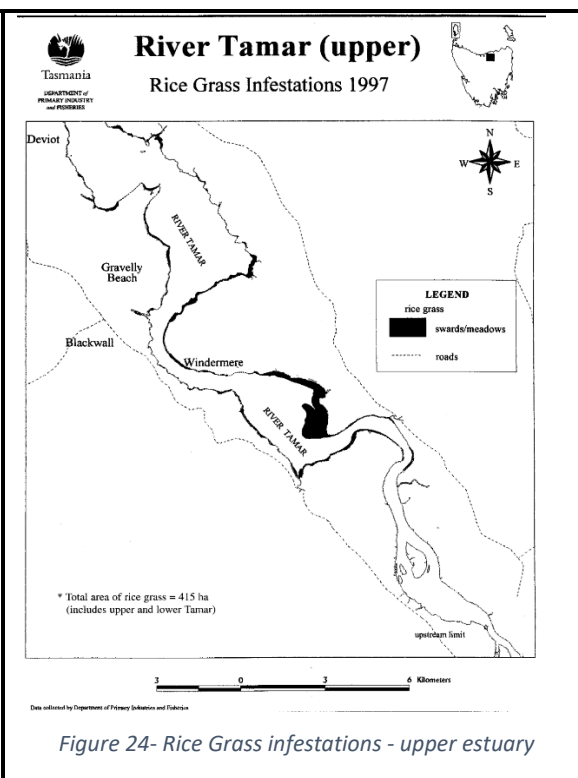 River Tamar (upper)
Rice Grass Infestations 1997
Tasmania
DEPARTMENT of
PRIMARY INDUSTRY
and FISHERIES
Deviot
N
W
E
S
RIVER TAMAR
Gravelly
Beach
LEGEND
rice grass
swards/meadows
roads
Blackwall
Windermere
RIVER TAMAR
* Total area of rice grass = 415 ha
(includes upper and lower Tamar)
upstream limit
3 0 3 6 Kilometers
Data collected by Department of Primary Industries and Fisheries
Figure 24- Rice Grass infestations - upper estuary